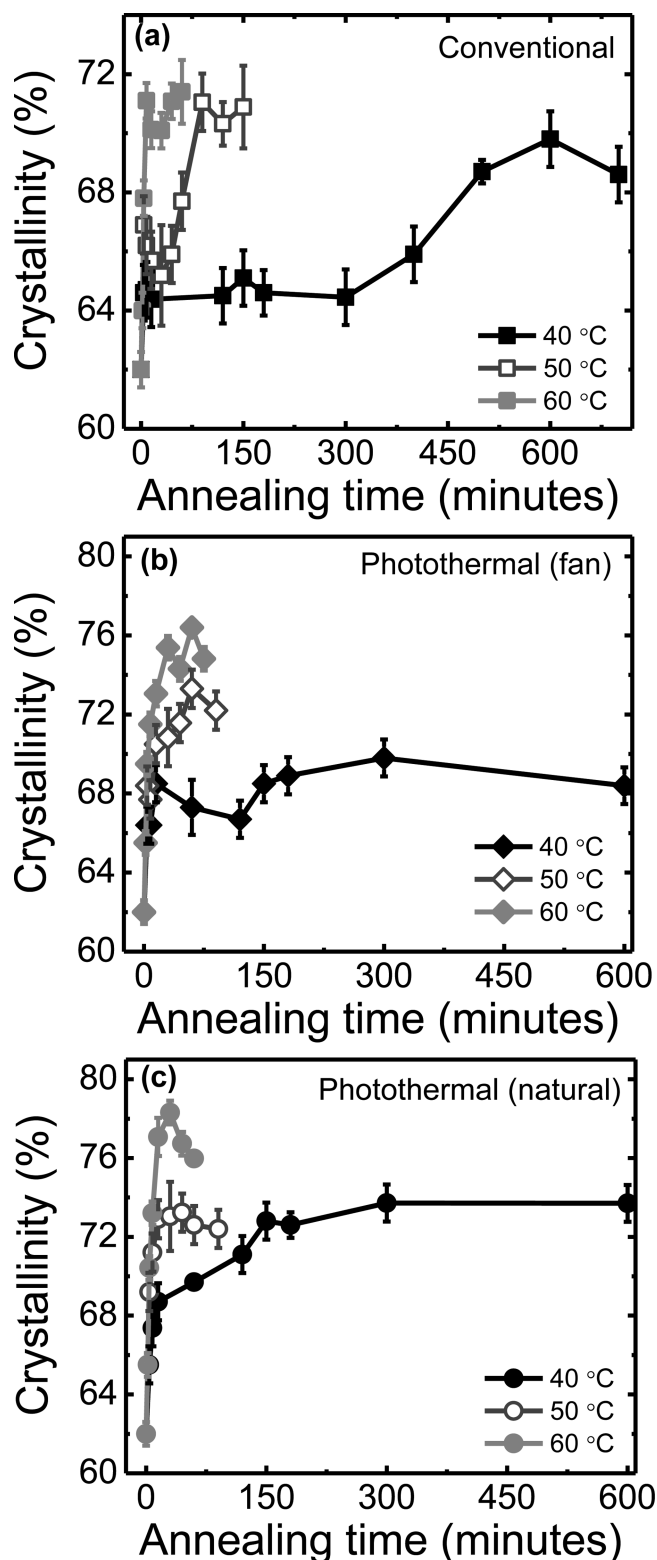 (a)
Conventional
Crystallinity (%)
72
68
64
60
40 °C
50 °C
60 °C
0 150 300 450 600
Annealing time (minutes)
(b)
Photothermal (fan)
Crystallinity (%)
80
76
72
68
64
60
40 °C
50 °C
60 °C
0 150 300 450 600
Annealing time (minutes)
(c)
Photothermal (natural)
Crystallinity (%)
80
76
72
68
64
60
40 °C
50 °C
60 °C
0 150 300 450 600
Annealing time (minutes)